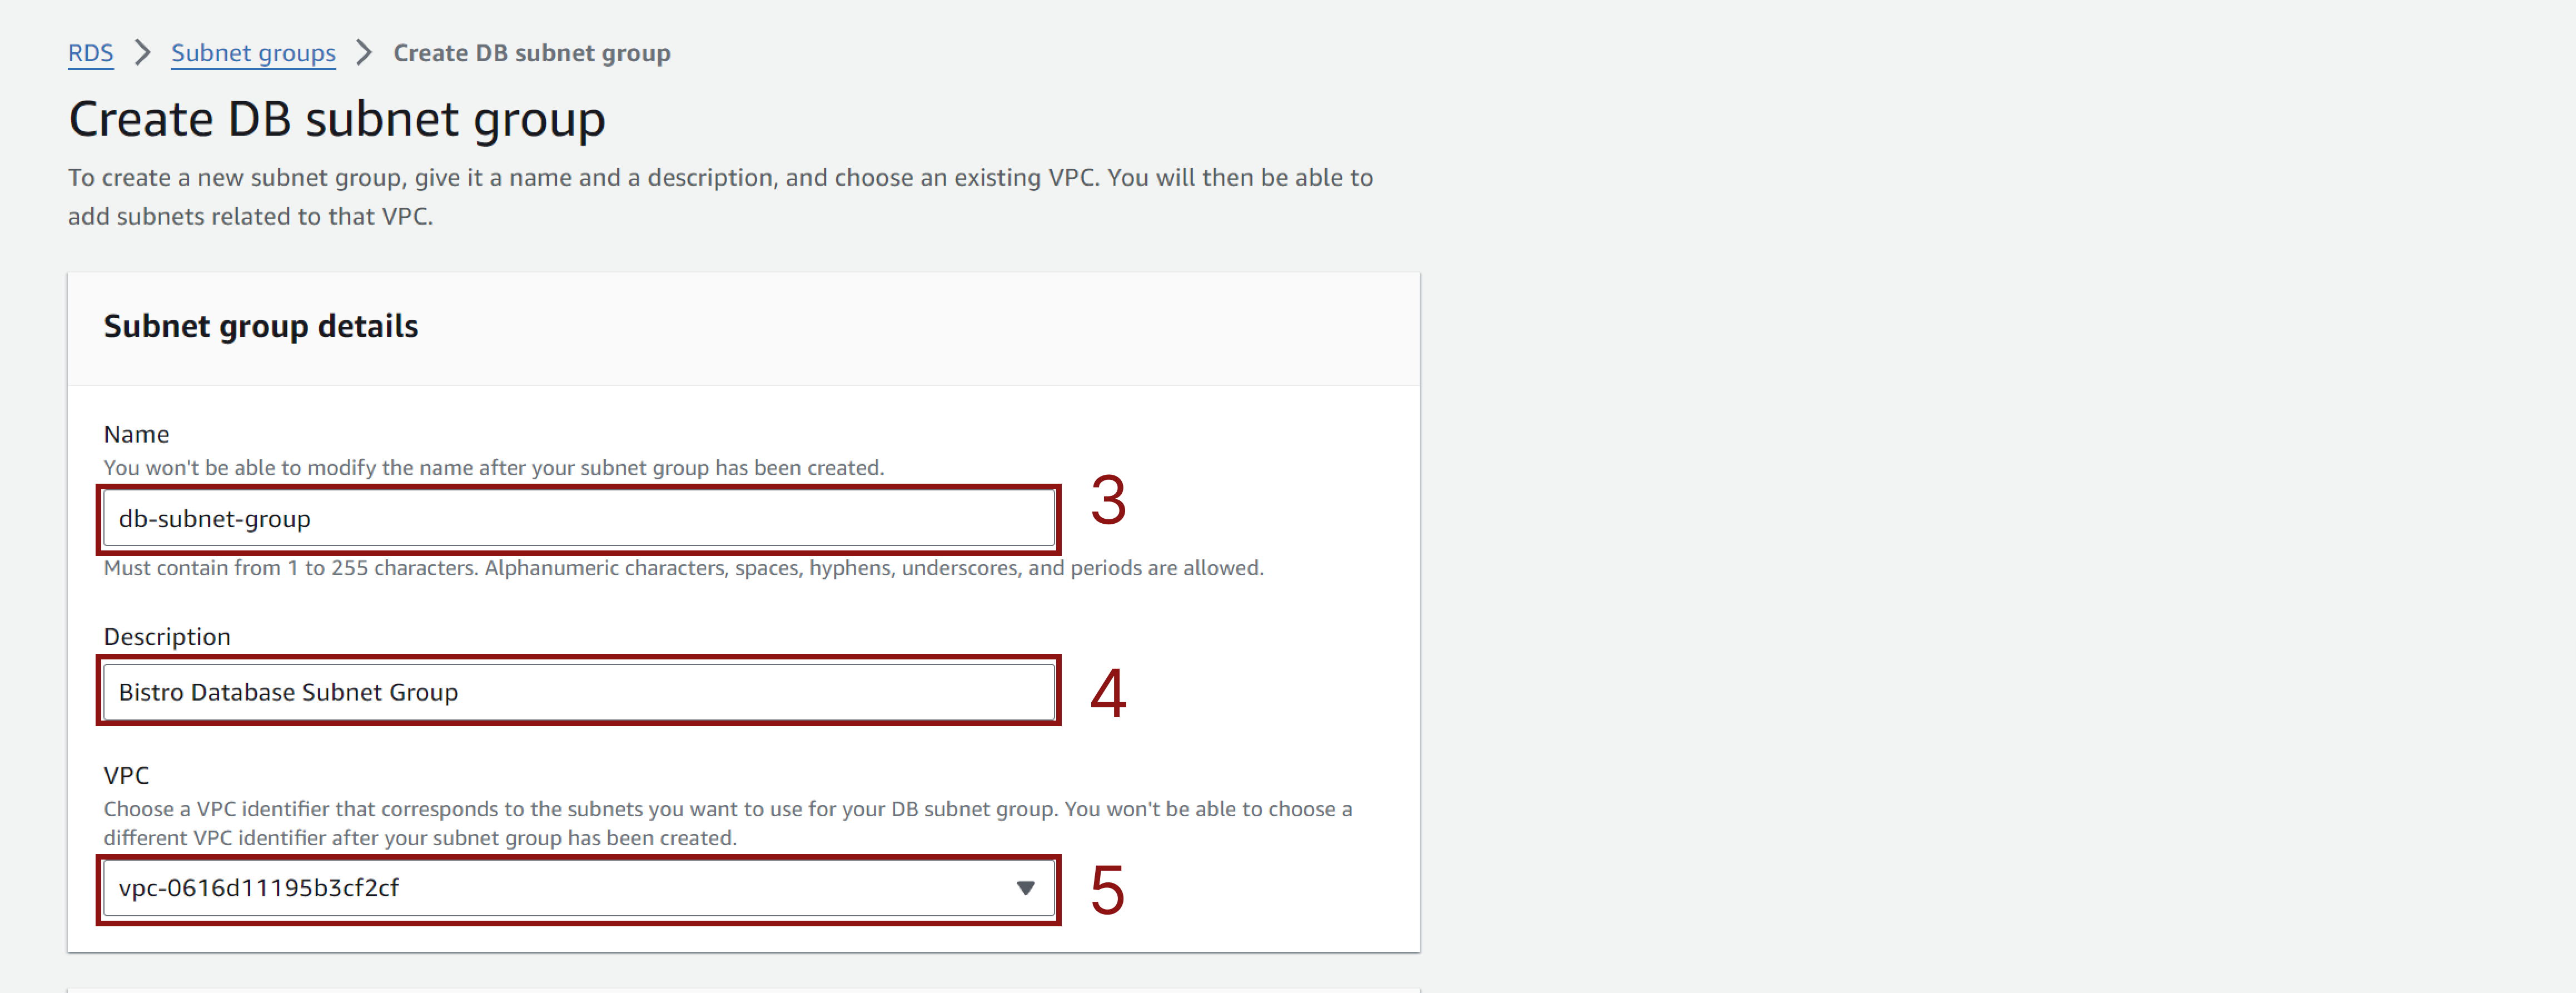 RDS > Subnet groups > Create DB subnet group
Create DB subnet group
To create a new subnet group, give it a name and a description, and choose an existing VPC. You will then be able to
add subnets related to that VPC.
Subnet group details
Name
You won't be able to modify the name after your subnet group has been created.
db-subnet-group
3
Must contain from 1 to 255 characters. Alphanumeric characters, spaces, hyphens, underscores, and periods are allowed.
Description
Bistro Database Subnet Group
4
VPC
Choose a VPC identifier that corresponds to the subnets you want to use for your DB subnet group. You won't be able to choose a
different VPC identifier after your subnet group has been created.
vpc-0616d11195b3cf2cf
5